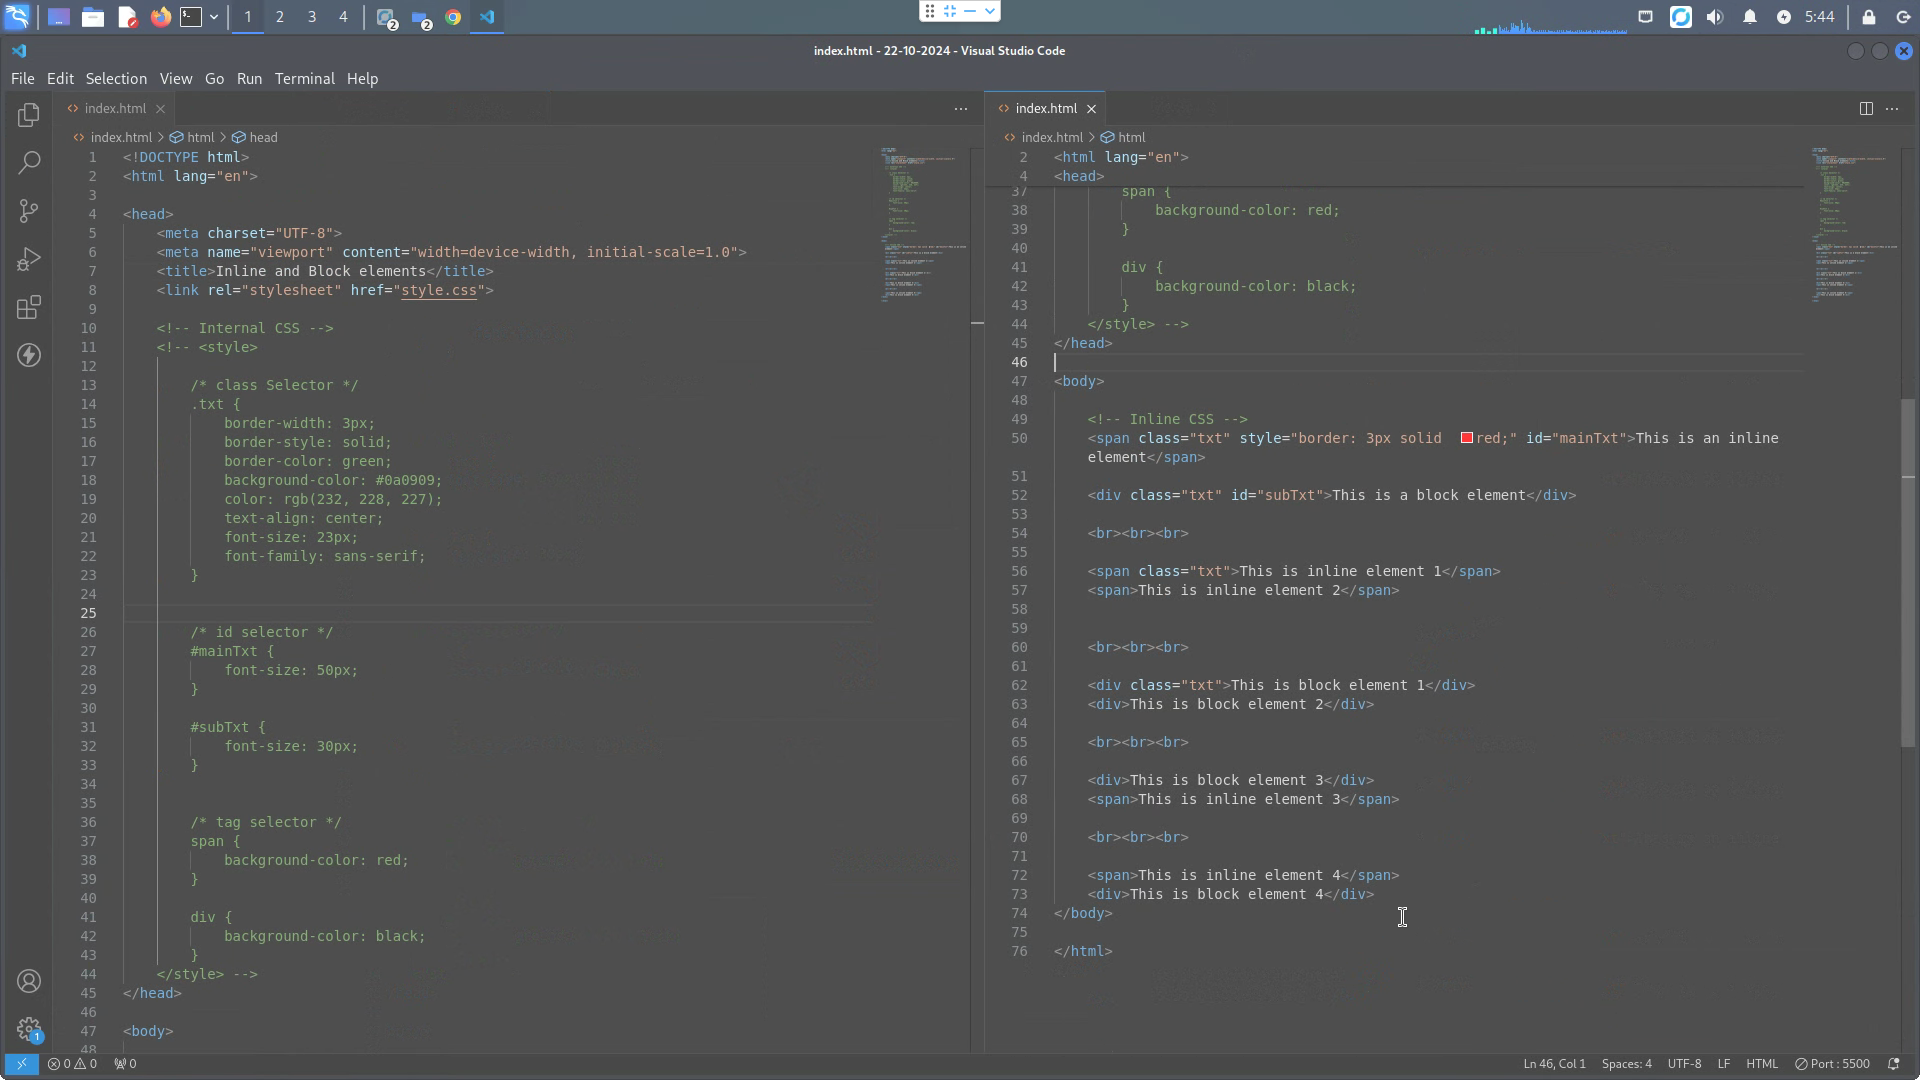 1 2 3 4
2 2
5:44
index.html - 22-10-2024 - Visual Studio Code
File Edit Selection View Go Run Terminal Help
index.html
index.html > html > head
1 <!DOCTYPE html>
2 <html lang="en">
3
4 <head>
5 <meta charset="UTF-8">
6 <meta name="viewport" content="width=device-width, initial-scale=1.0">
7 <title>Inline and Block elements</title>
8 <link rel="stylesheet" href="style.css">
9
10 <!-- Internal CSS -->
11 <!-- <style>
12
13 /* class Selector */
14 .txt {
15 border-width: 3px;
16 border-style: solid;
17 border-color: green;
18 background-color: #0a0909;
19 color: rgb(232, 228, 227);
20 text-align: center;
21 font-size: 23px;
22 font-family: sans-serif;
23 }
24
25
26 /* id selector */
27 #mainTxt {
28 font-size: 50px;
29 }
30
31 #subTxt {
32 font-size: 30px;
33 }
34
35
36 /* tag selector */
37 span {
38 background-color: red;
39 }
40
41 div {
42 background-color: black;
43 }
44 </style> -->
45 </head>
46
47 <body>
48
index.html
index.html > html
2 <html lang="en">
4 <head>
37 span {
38 background-color: red;
39 }
40
41 div {
42 background-color: black;
43 }
44 </style> -->
45 </head>
46
47 <body>
48
49 <!-- Inline CSS -->
50 <span class="txt" style="border: 3px solid red;" id="mainTxt">This is an inline
element</span>
51
52 <div class="txt" id="subTxt">This is a block element</div>
53
54 <br><br><br>
55
56 <span class="txt">This is inline element 1</span>
57 <span>This is inline element 2</span>
58
59
60 <br><br><br>
61
62 <div class="txt">This is block element 1</div>
63 <div>This is block element 2</div>
64
65 <br><br><br>
66
67 <div>This is block element 3</div>
68 <span>This is inline element 3</span>
69
70 <br><br><br>
71
72 <span>This is inline element 4</span>
73 <div>This is block element 4</div>
74 </body>
75
76 </html>
1
0 0 0
Ln 46, Col 1 Spaces: 4 UTF-8 LF HTML Port : 5500